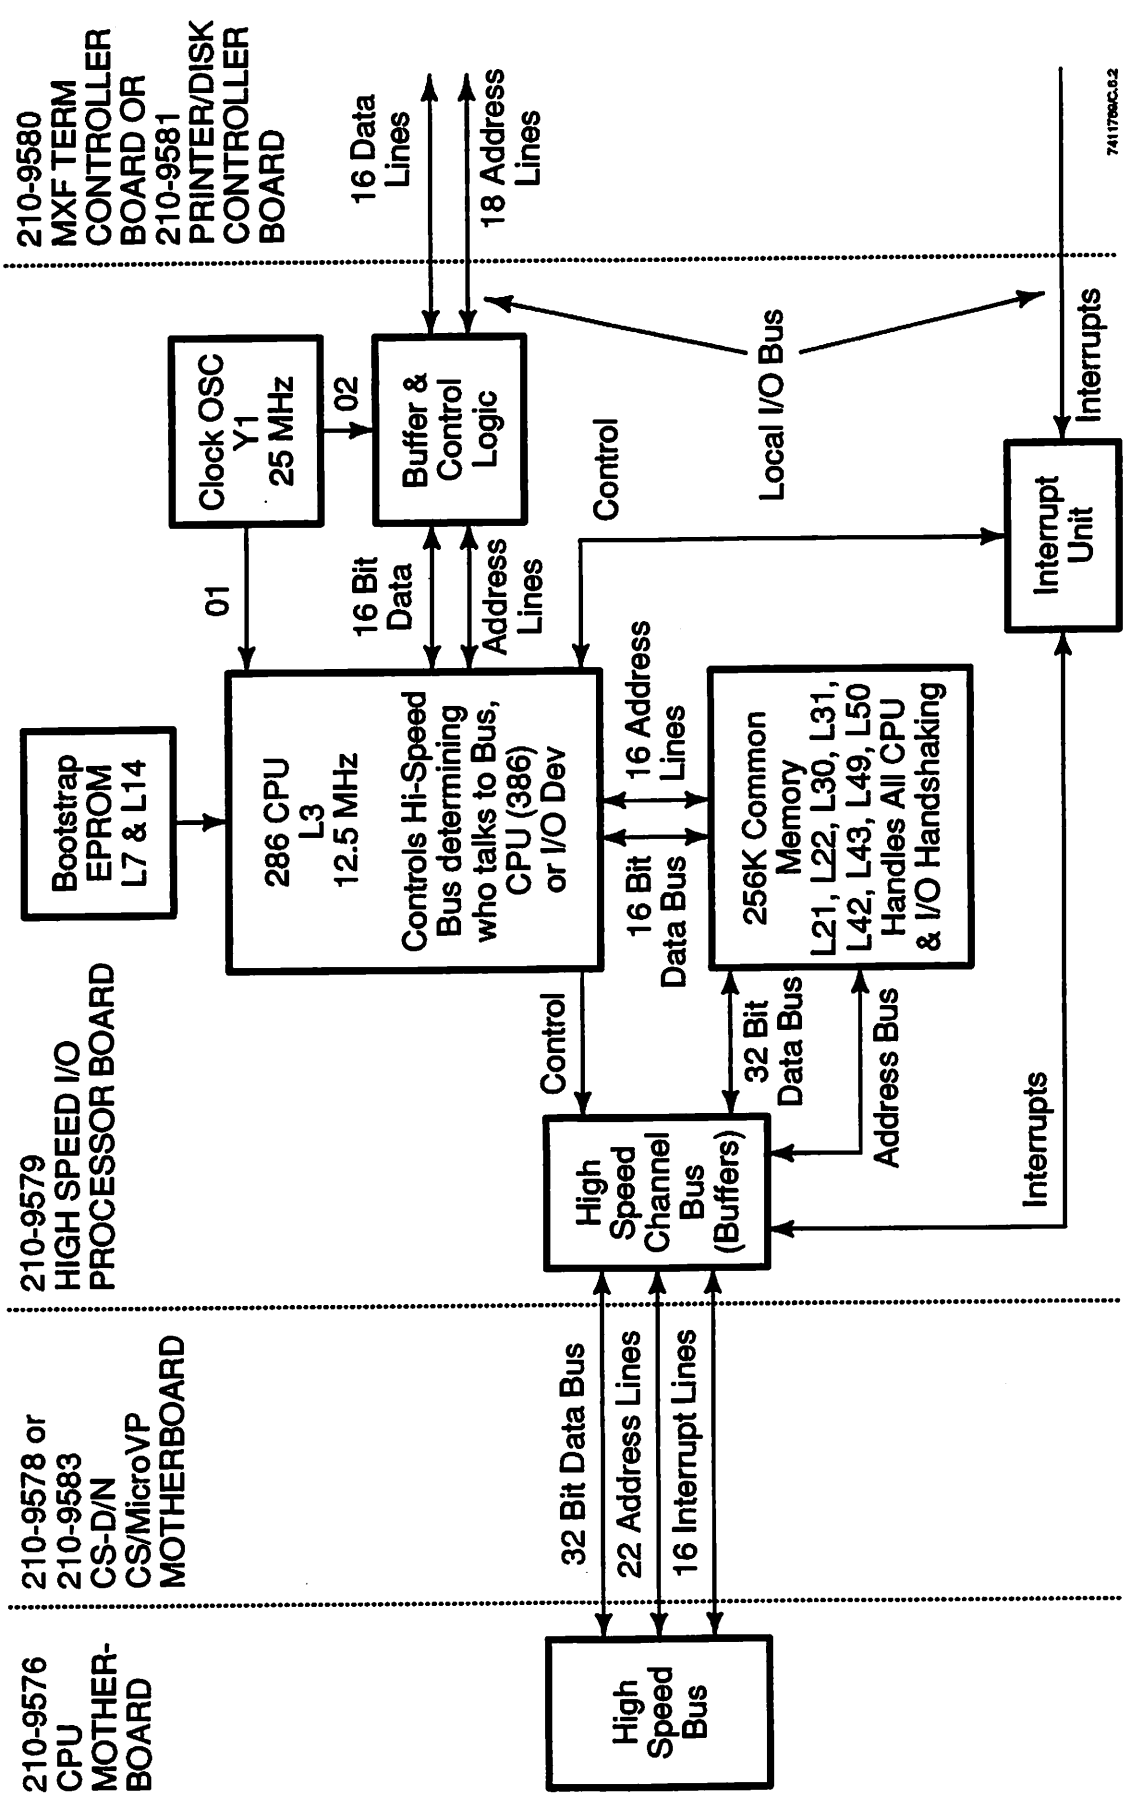 210-9576
CPU
MOTHER-
BOARD
210-9578 or
210-9583
CS-D/N
CS/MicroVP
MOTHERBOARD
210-9579
HIGH SPEED I/O
PROCESSOR BOARD
210-9580
MXF TERM
CONTROLLER
BOARD OR
210-9581
PRINTER/DISK
CONTROLLER
BOARD
Bootstrap
EPROM
L7 & L14
Clock OSC
Y1
25 MHz
01
02
286 CPU
L3
12.5 MHz
Controls Hi-Speed
Bus determining
who talks to Bus,
CPU (386)
or I/O Dev
16 Bit
Data
Address
Lines
Buffer &
Control
Logic
16 Data
Lines
18 Address
Lines
High
Speed
Bus
32 Bit Data Bus
22 Address Lines
16 Interrupt Lines
High
Speed
Channel
Bus
(Buffers)
Control
16 Bit
Data Bus
16 Address
Lines
Control
Local I/O Bus
32 Bit
Data Bus
Address Bus
256K Common
Memory
L21, L22, L30, L31,
L42, L43, L49, L50
Handles All CPU
& I/O Handshaking
Interrupts
Interrupt
Unit
Interrupts
7411789/C.6.2